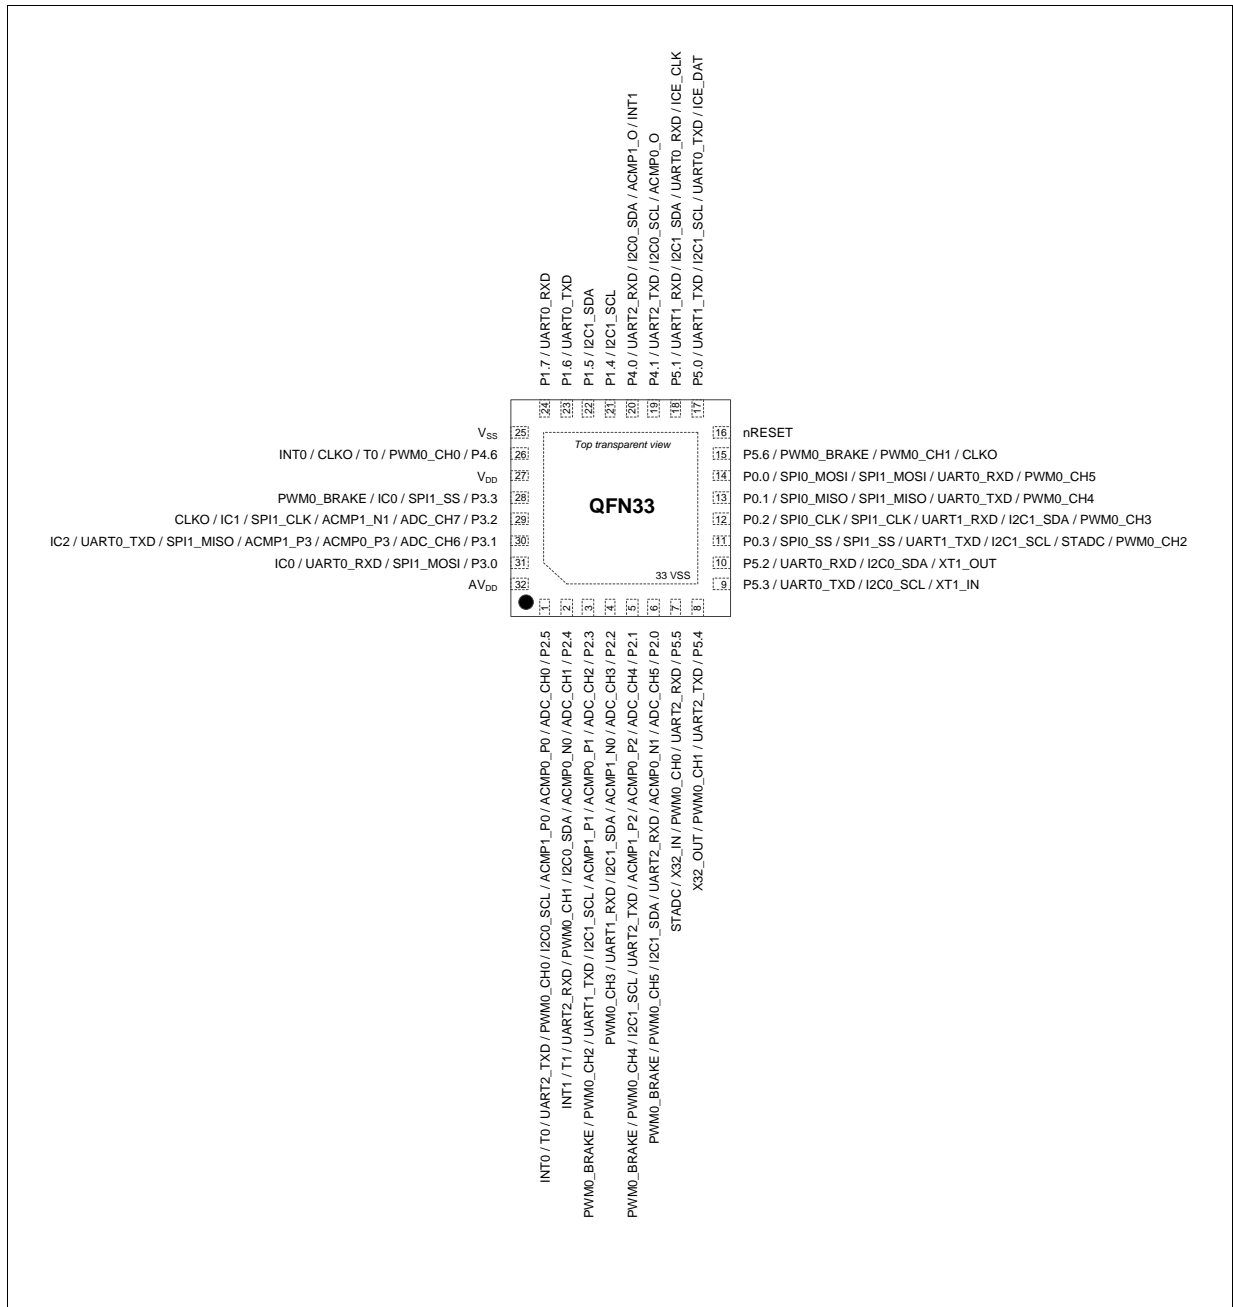 P1.7 / UART0_RXD
P1.6 / UART0_TXD
P1.5 / I2C1_SDA
P1.4 / I2C1_SCL
P4.0 / UART2_RXD / I2C0_SDA / ACMP1_O / INT1
P4.1 / UART2_TXD / I2C0_SCL / ACMP0_O
P5.1 / UART1_RXD / I2C1_SDA / UART0_RXD / ICE_CLK
P5.0 / UART1_TXD / I2C1_SCL / UART0_TXD / ICE_DAT
24 23 22 21 20 19 18 17
VSS 25
INT0 / CLKO / T0 / PWM0_CH0 / P4.6 26
VDD 27
PWM0_BRAKE / IC0 / SPI1_SS / P3.3 28
CLKO / IC1 / SPI1_CLK / ACMP1_N1 / ADC_CH7 / P3.2 29
IC2 / UART0_TXD / SPI1_MISO / ACMP1_P3 / ACMP0_P3 / ADC_CH6 / P3.1 30
IC0 / UART0_RXD / SPI1_MOSI / P3.0 31
AVDD 32
Top transparent view
QFN33
33 VSS
16 nRESET
15 P5.6 / PWM0_BRAKE / PWM0_CH1 / CLKO
14 P0.0 / SPI0_MOSI / SPI1_MOSI / UART0_RXD / PWM0_CH5
13 P0.1 / SPI0_MISO / SPI1_MISO / UART0_TXD / PWM0_CH4
12 P0.2 / SPI0_CLK / SPI1_CLK / UART1_RXD / I2C1_SDA / PWM0_CH3
11 P0.3 / SPI0_SS / SPI1_SS / UART1_TXD / I2C1_SCL / STADC / PWM0_CH2
10 P5.2 / UART0_RXD / I2C0_SDA / XT1_OUT
9 P5.3 / UART0_TXD / I2C0_SCL / XT1_IN
1 2 3 4 5 6 7 8
INT0 / T0 / UART2_TXD / PWM0_CH0 / I2C0_SCL / ACMP1_P0 / ACMP0_P0 / ADC_CH0 / P2.5
INT1 / T1 / UART2_RXD / PWM0_CH1 / I2C0_SDA / ACMP0_N0 / ADC_CH1 / P2.4
PWM0_BRAKE / PWM0_CH2 / UART1_TXD / I2C1_SCL / ACMP1_P1 / ACMP0_P1 / ADC_CH2 / P2.3
PWM0_CH3 / UART1_RXD / I2C1_SDA / ACMP1_N0 / ADC_CH3 / P2.2
PWM0_BRAKE / PWM0_CH4 / I2C1_SCL / UART2_TXD / ACMP1_P2 / ACMP0_P2 / ADC_CH4 / P2.1
PWM0_BRAKE / PWM0_CH5 / I2C1_SDA / UART2_RXD / ACMP0_N1 / ADC_CH5 / P2.0
STADC / X32_IN / PWM0_CH0 / UART2_RXD / P5.5
X32_OUT / PWM0_CH1 / UART2_TXD / P5.4